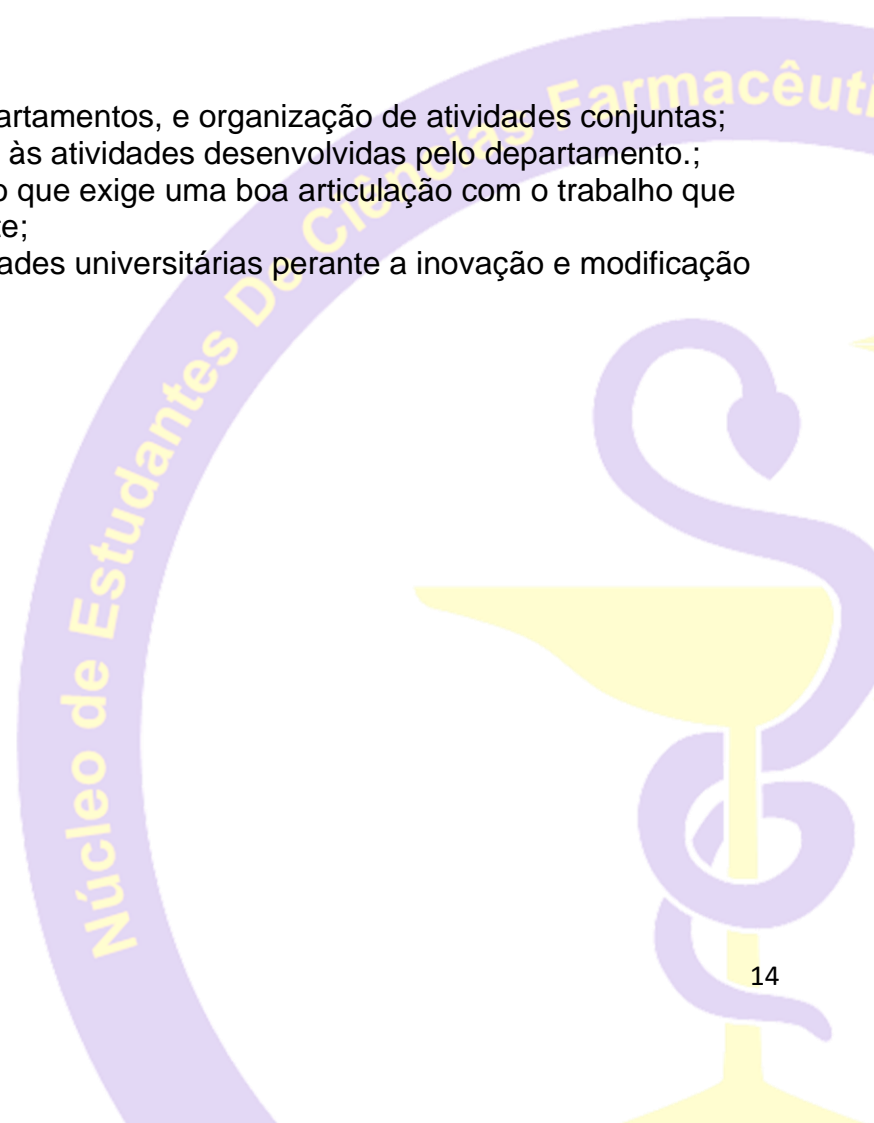 artamentos, e organização de atividades conjuntas;
às atividades desenvolvidas pelo departamento.;
o que exige uma boa articulação com o trabalho que
te;
ades universitárias perante a inovação e modificação
Núcleo de Estudantes De Ciências Farmacêuti
14